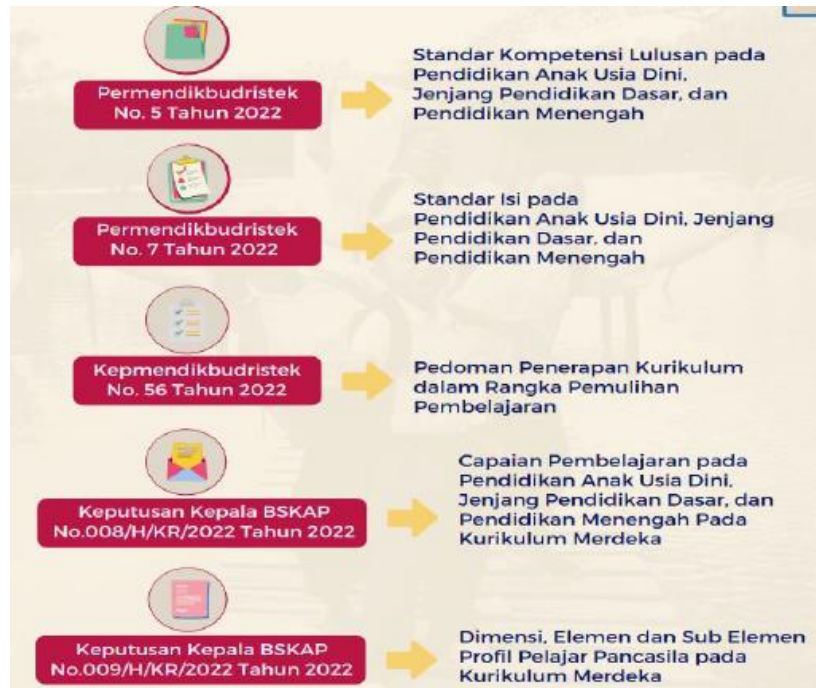 Permendikbudristek
No. 5 Tahun 2022
Standar Kompetensi Lulusan pada
Pendidikan Anak Usia Dini,
Jenjang Pendidikan Dasar, dan
Pendidikan Menengah
Permendikbudristek
No. 7 Tahun 2022
Standar Isi pada
Pendidikan Anak Usia Dini, Jenjang
Pendidikan Dasar, dan
Pendidikan Menengah
Kepmendikbudristek
No. 56 Tahun 2022
Pedoman Penerapan Kurikulum
dalam Rangka Pemulihan
Pembelajaran
Keputusan Kepala BSKAP
No.008/H/KR/2022 Tahun 2022
Capaian Pembelajaran pada
Pendidikan Anak Usia Dini,
Jenjang Pendidikan Dasar, dan
Pendidikan Menengah Pada
Kurikulum Merdeka
Keputusan Kepala BSKAP
No.009/H/KR/2022 Tahun 2022
Dimensi, Elemen dan Sub Elemen
Profil Pelajar Pancasila pada
Kurikulum Merdeka